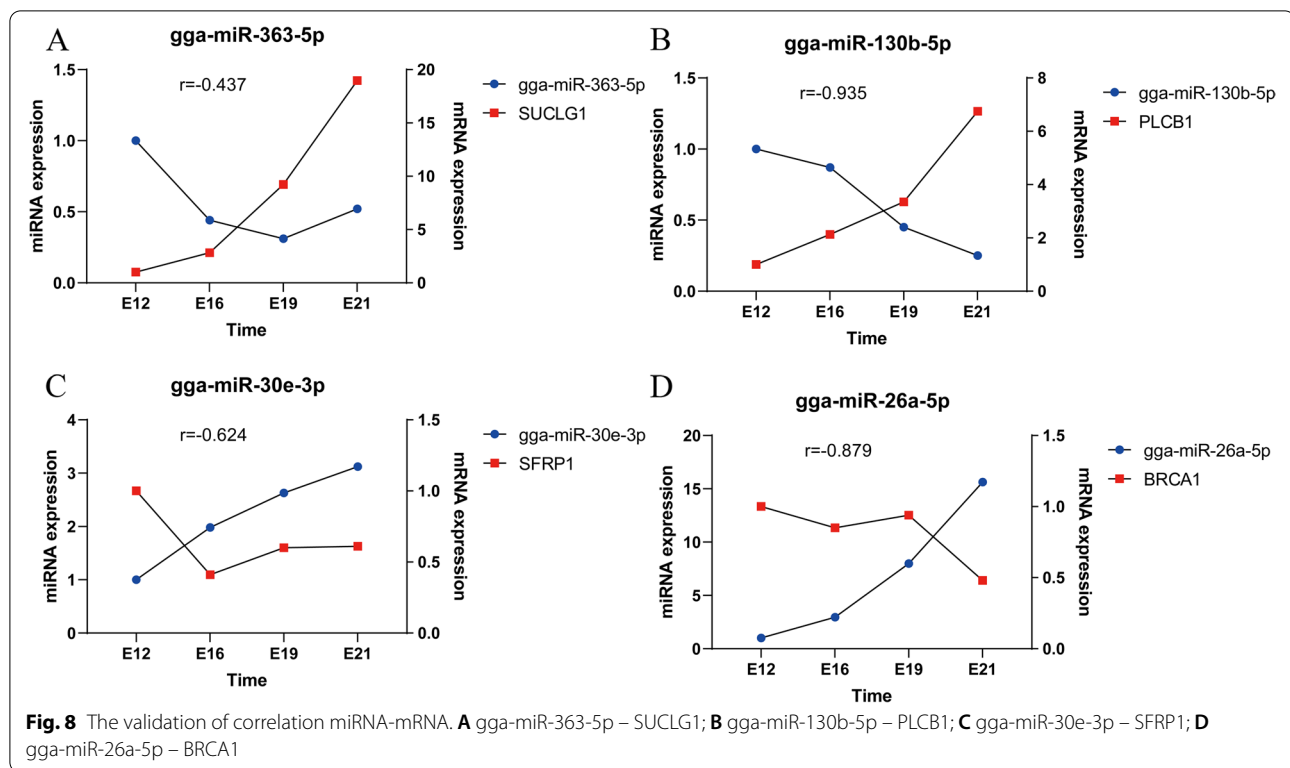 A
gga-miR-363-5p
r=-0.437
gga-miR-363-5p
SUCLG1
miRNA expression
1.5
1.0
0.5
0.0
mRNA expression
20
15
10
5
0
E12 E16 E19 E21
Time
B
gga-miR-130b-5p
r=-0.935
gga-miR-130b-5p
PLCB1
miRNA expression
1.5
1.0
0.5
0.0
mRNA expression
8
6
4
2
0
E12 E16 E19 E21
Time
C
gga-miR-30e-3p
r=-0.624
gga-miR-30e-3p
SFRP1
miRNA expression
4
3
2
1
0
mRNA expression
1.5
1.0
0.5
0.0
E12 E16 E19 E21
Time
D
gga-miR-26a-5p
r=-0.879
gga-miR-26a-5p
BRCA1
miRNA expression
20
15
10
5
0
mRNA expression
1.5
1.0
0.5
0.0
E12 E16 E19 E21
Time
Fig. 8 The validation of correlation miRNA-mRNA. A gga-miR-363-5p – SUCLG1; B gga-miR-130b-5p – PLCB1; C gga-miR-30e-3p – SFRP1; D
gga-miR-26a-5p – BRCA1